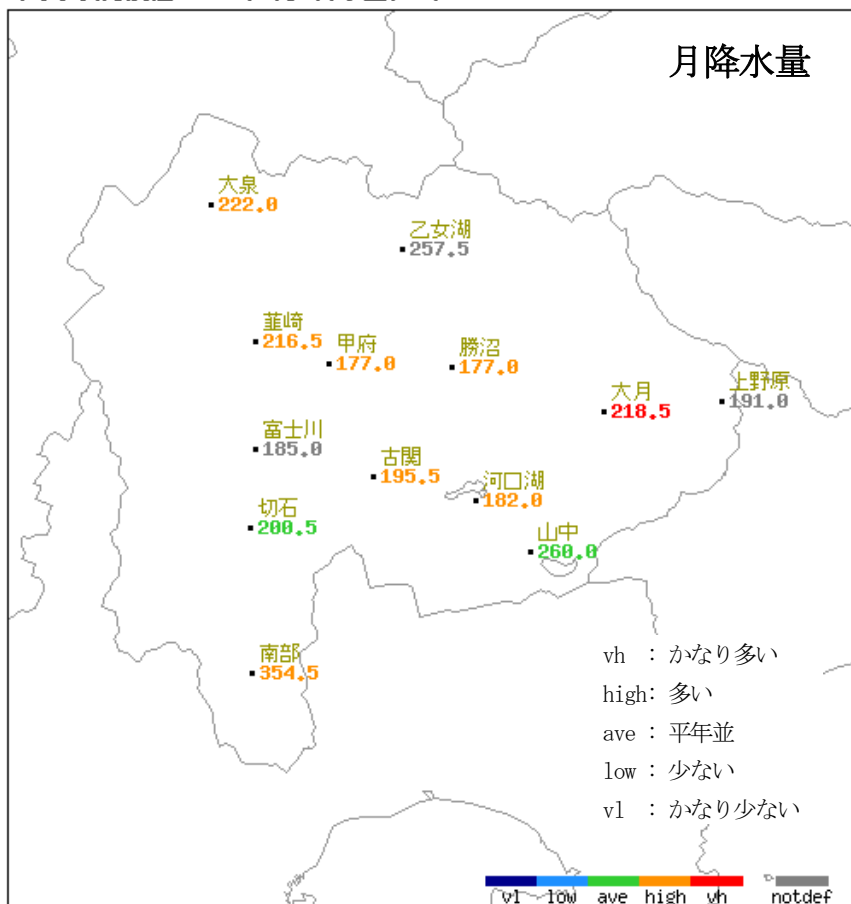 月降水量
大泉
222.0
乙女湖
257.5
韮崎
216.5
甲府
177.0
勝沼
177.0
大月
218.5
上野原
191.0
富士川
185.0
古関
195.5
河口湖
182.0
切石
200.5
山中
260.0
南部
354.5
vh : かなり多い
high: 多い
ave : 平年並
low : 少ない
vl : かなり少ない
vl low ave high vh notdef